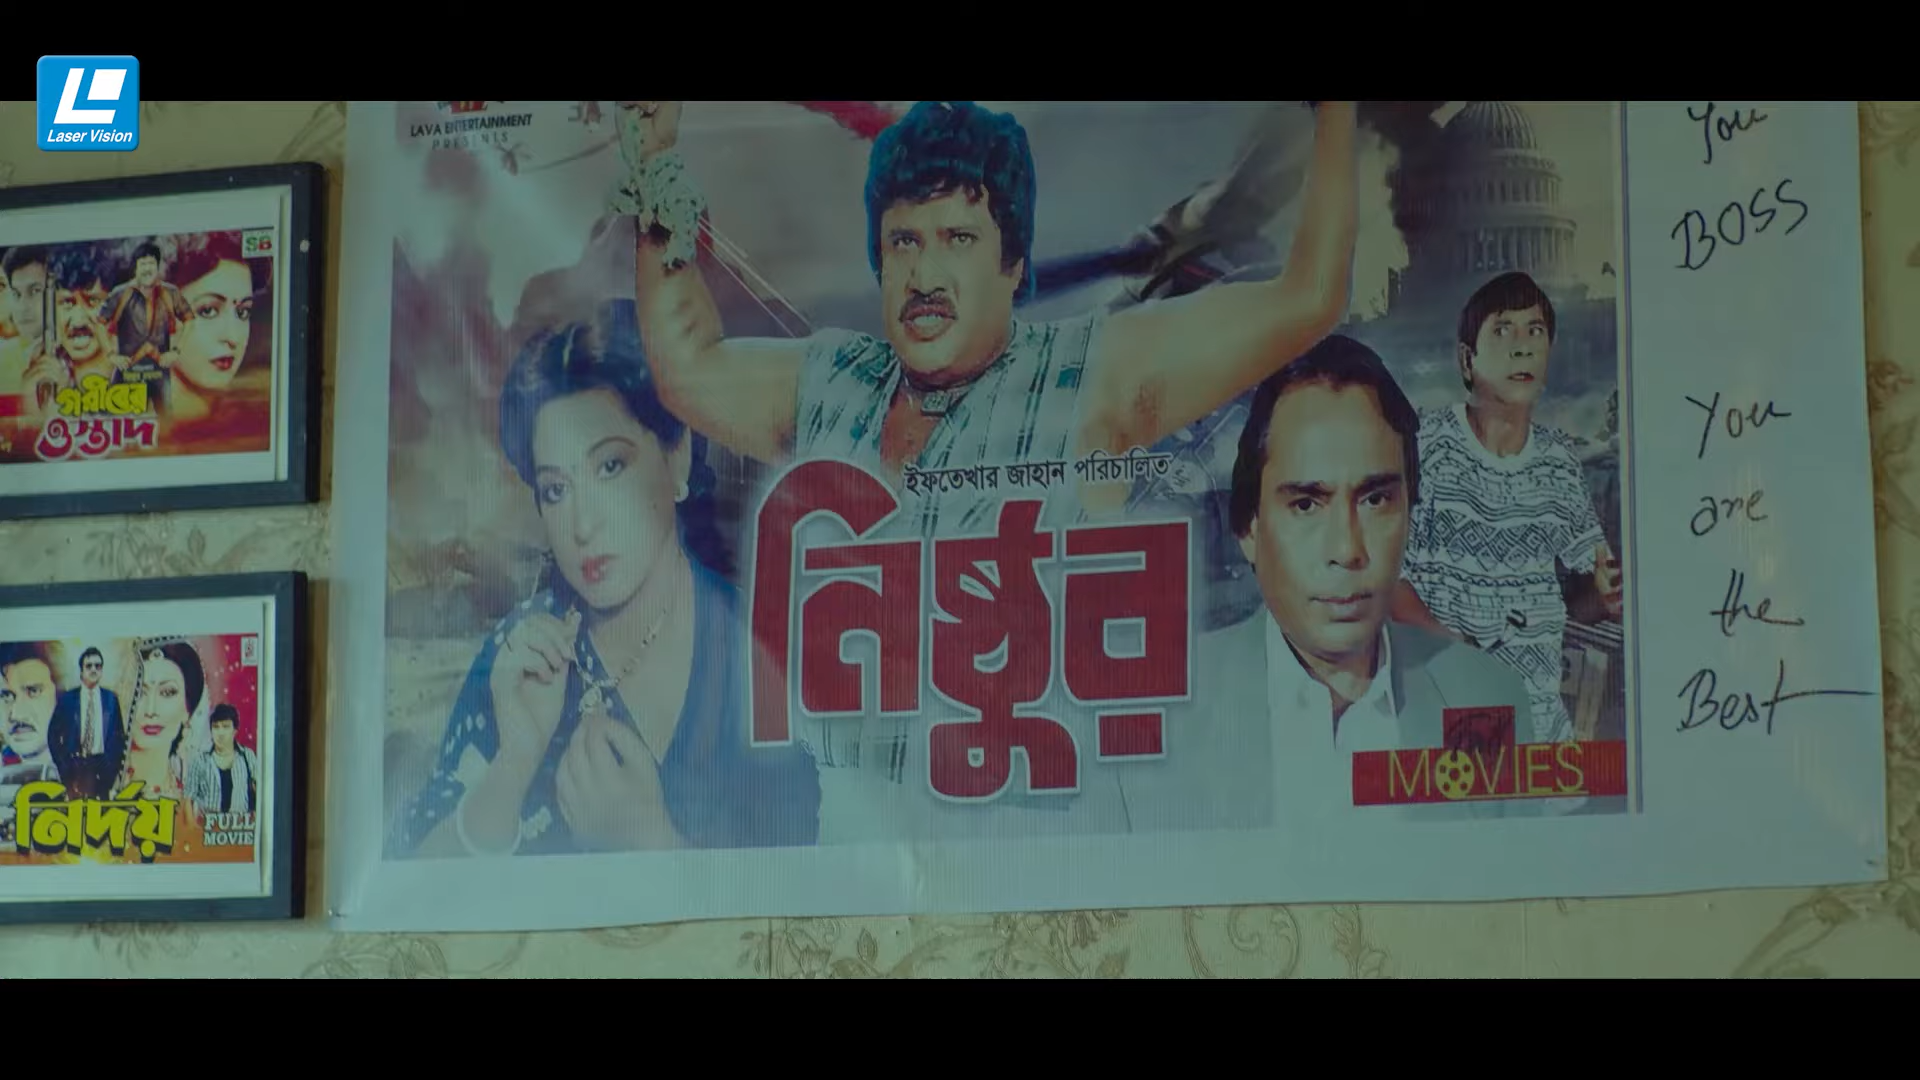 Laser Vision
LAVA ENTERTAINMENT
PRESENTS
You
BOSS
You
are
the
Best
ইফতেখার জাহান পরিচালিত
নিষ্ঠুর
MOVIES
SB
গরীবের
ওস্তাদ
নির্দয়
FULL
MOVIE